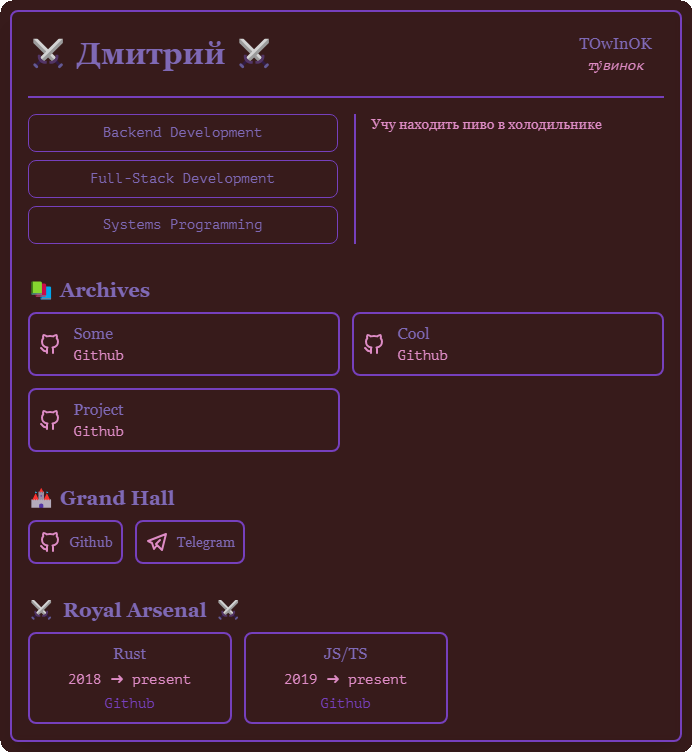 Дмитрий
TOwInOK
ту́винок
Backend Development
Full-Stack Development
Systems Programming
Учу находить пиво в холодильнике
Archives
Some
Github
Cool
Github
Project
Github
Grand Hall
Github
Telegram
Royal Arsenal
Rust
2018 ➜ present
Github
JS/TS
2019 ➜ present
Github